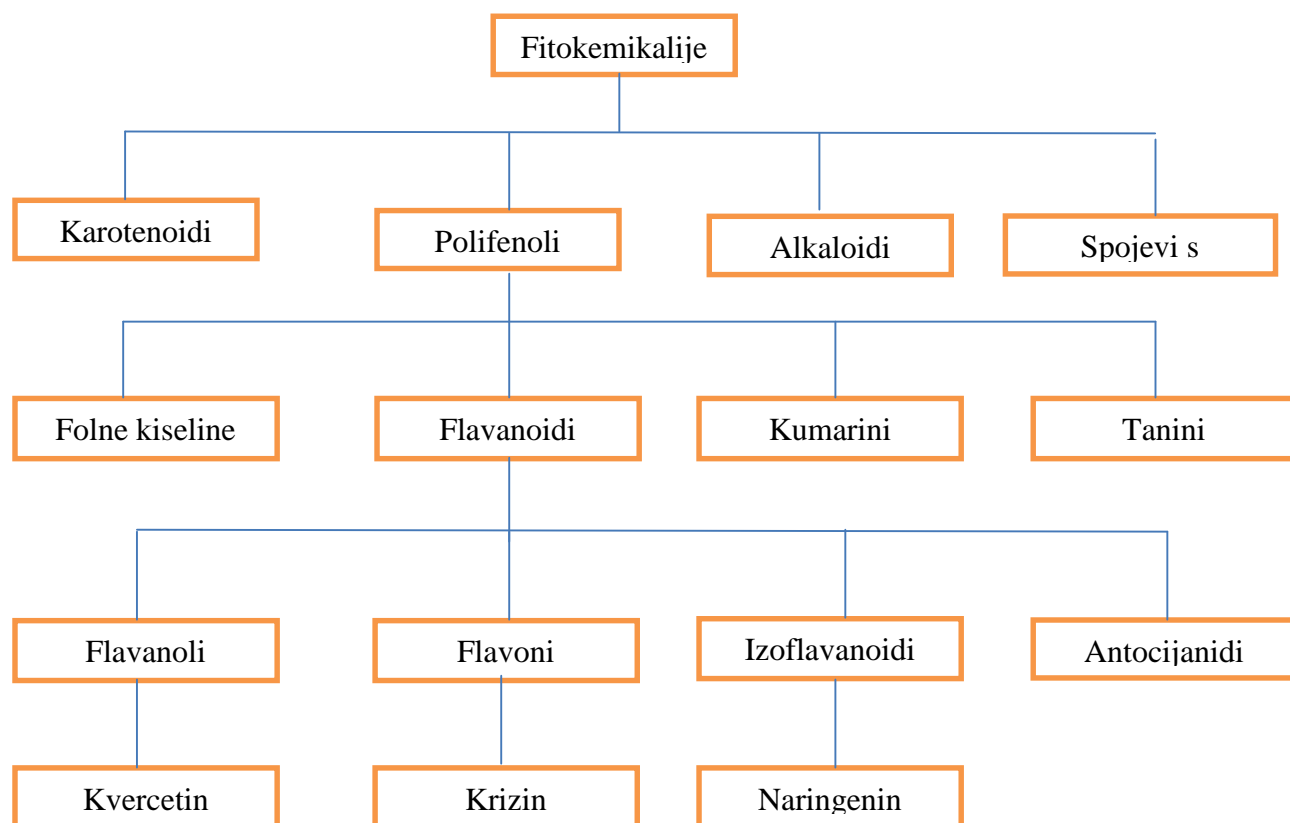 Fitokemikalije
Karotenoidi
Polifenoli
Alkaloidi
Spojevi s
Folne kiseline
Flavanoidi
Kumarini
Tanini
Flavanoli
Flavoni
Izoflavanoidi
Antocijanidi
Kvercetin
Krizin
Naringenin